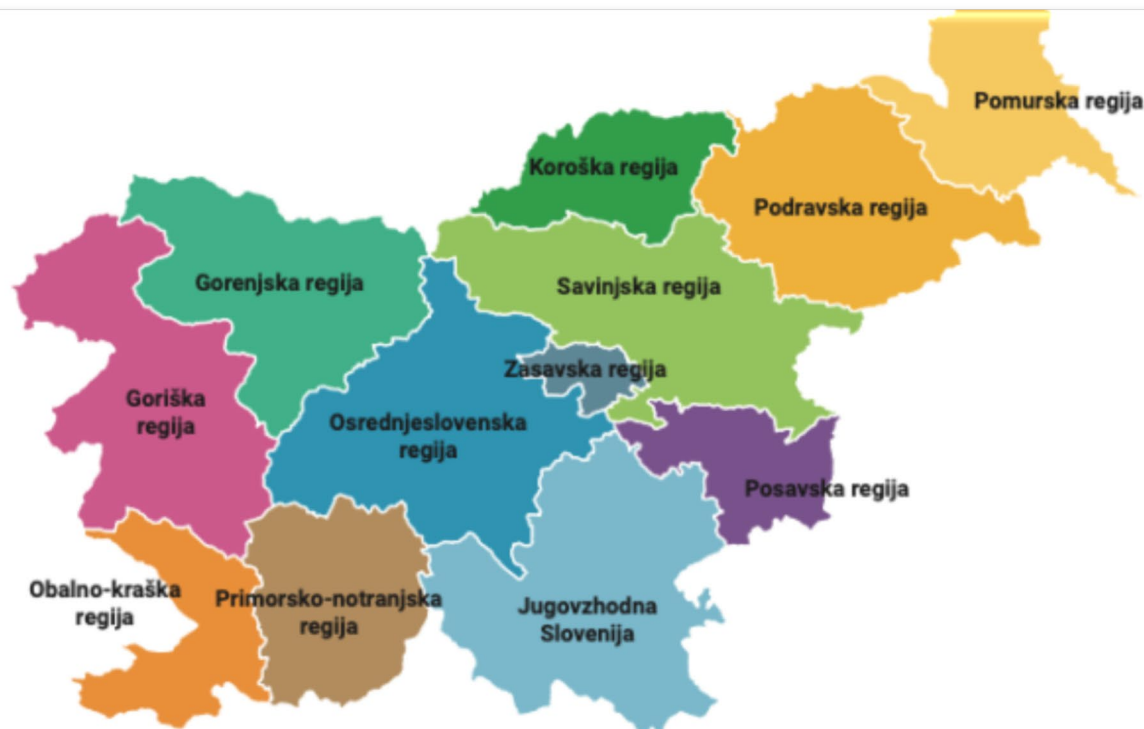 Pomurska regija
Koroška regija
Podravska regija
Gorenjska regija
Savinjska regija
Zasavska regija
Goriška
regija
Osrednjeslovenska
regija
Posavska regija
Obalno-kraška
regija
Primorsko-notranjska
regija
Jugovzhodna
Slovenija